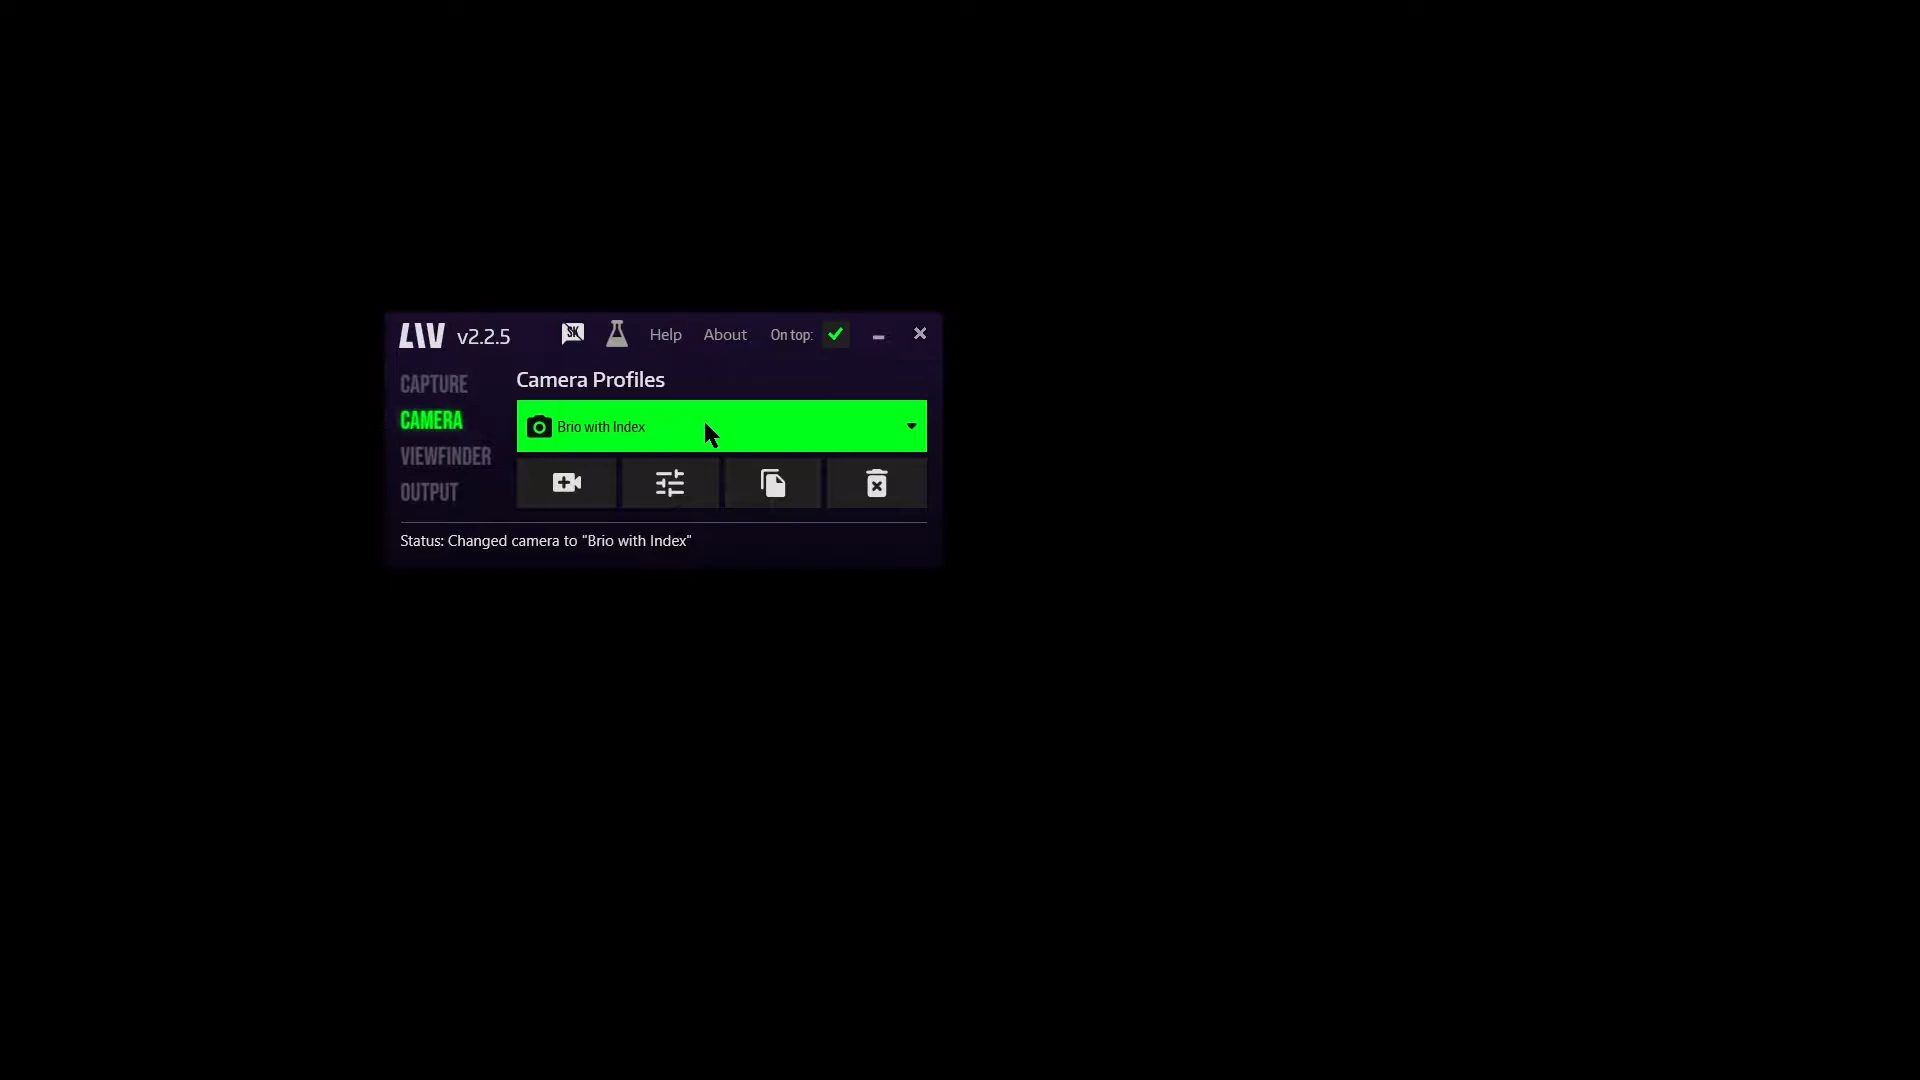 LIV v2.2.5 SK Help About On top:
CAPTURE
CAMERA
VIEWFINDER
OUTPUT
Camera Profiles
Brio with Index
Status: Changed camera to "Brio with Index"